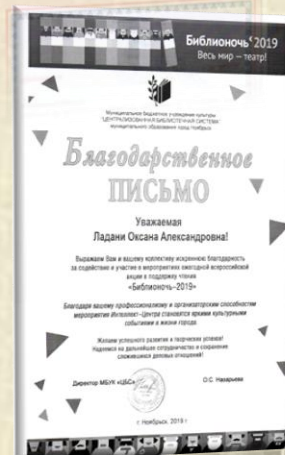 Библионочь 2019
Весь мир – театр!
Муниципальное бюджетное учреждение культуры
"ЦЕНТРАЛИЗОВАННАЯ БИБЛИОТЕЧНАЯ СИСТЕМА"
муниципального образования город Ноябрьск
Благодарственное
ПИСЬМО
Уважаемая
Ладани Оксана Александровна!
Выражаем Вам и вашему коллективу искреннюю благодарность
за содействие и участие в мероприятиях ежегодной всероссийской
акции в поддержку чтения
«Библионочь–2019»
Благодаря вашему профессионализму и организаторским способностям
мероприятия Интеллект–Центра становятся яркими культурными
событиями в жизни города.
Желаем успешного развития и творческих успехов!
Надеемся на дальнейшее сотрудничество и сохранение
сложившихся деловых отношений!
Директор МБУК «ЦБС» О.С. Назарьева
г. Ноябрьск, 2019 г.